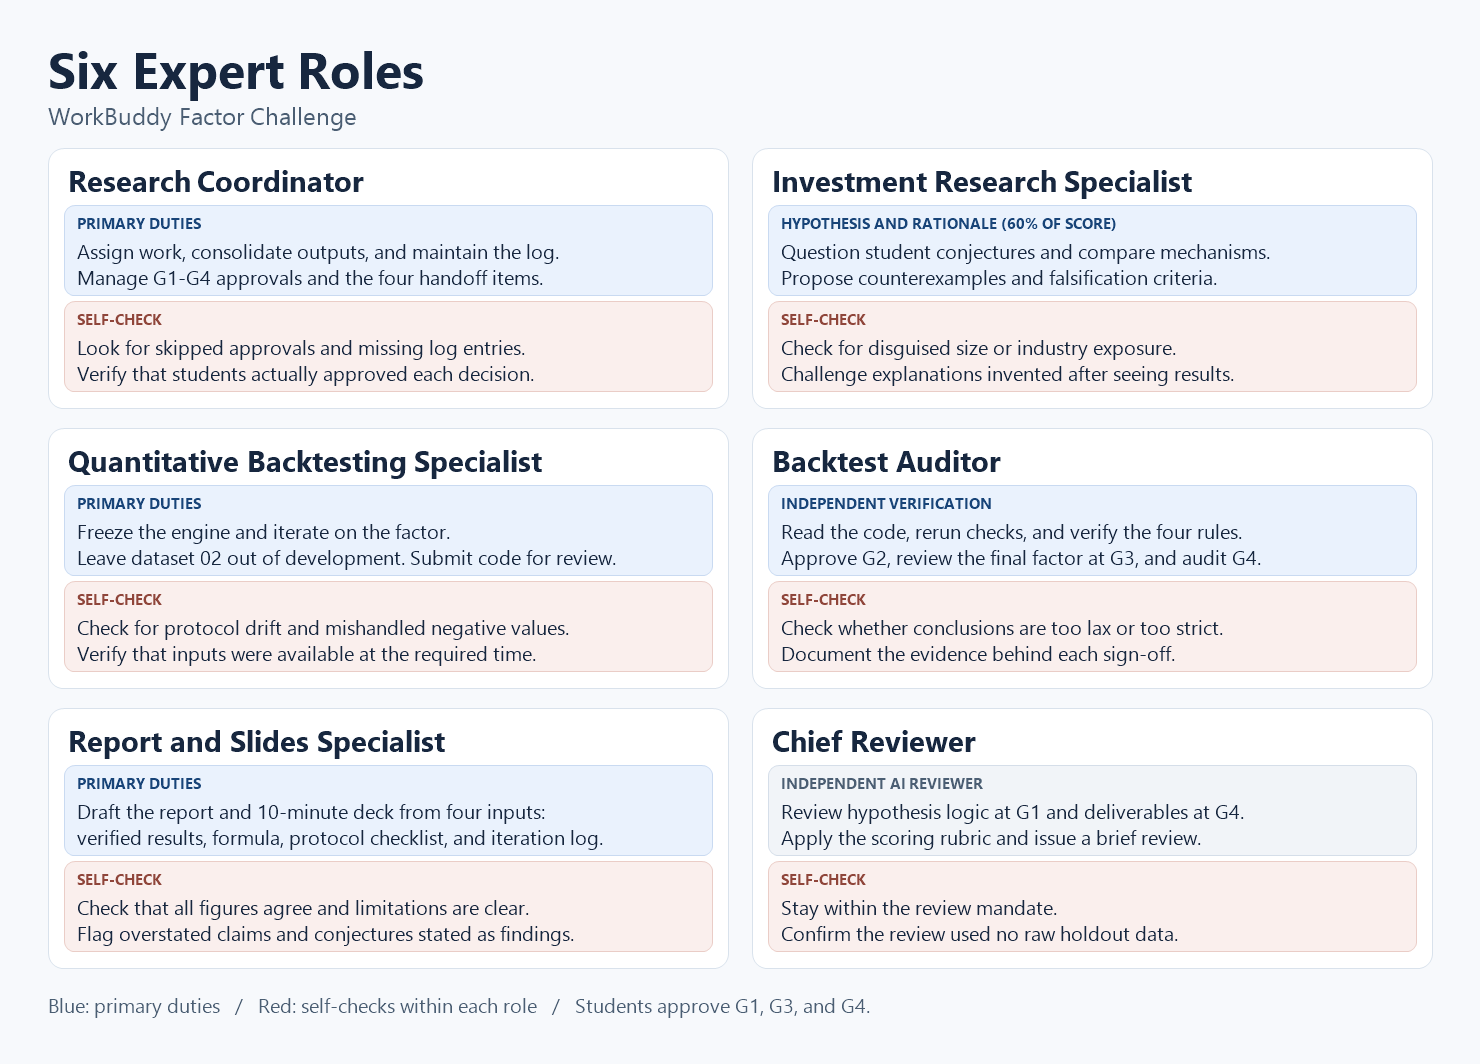 Six Expert Roles
WorkBuddy Factor Challenge
Research Coordinator
PRIMARY DUTIES
Assign work, consolidate outputs, and maintain the log.
Manage G1-G4 approvals and the four handoff items.
SELF-CHECK
Look for skipped approvals and missing log entries.
Verify that students actually approved each decision.
Investment Research Specialist
HYPOTHESIS AND RATIONALE (60% OF SCORE)
Question student conjectures and compare mechanisms.
Propose counterexamples and falsification criteria.
SELF-CHECK
Check for disguised size or industry exposure.
Challenge explanations invented after seeing results.
Quantitative Backtesting Specialist
PRIMARY DUTIES
Freeze the engine and iterate on the factor.
Leave dataset 02 out of development. Submit code for review.
SELF-CHECK
Check for protocol drift and mishandled negative values.
Verify that inputs were available at the required time.
Backtest Auditor
INDEPENDENT VERIFICATION
Read the code, rerun checks, and verify the four rules.
Approve G2, review the final factor at G3, and audit G4.
SELF-CHECK
Check whether conclusions are too lax or too strict.
Document the evidence behind each sign-off.
Report and Slides Specialist
PRIMARY DUTIES
Draft the report and 10-minute deck from four inputs:
verified results, formula, protocol checklist, and iteration log.
SELF-CHECK
Check that all figures agree and limitations are clear.
Flag overstated claims and conjectures stated as findings.
Chief Reviewer
INDEPENDENT AI REVIEWER
Review hypothesis logic at G1 and deliverables at G4.
Apply the scoring rubric and issue a brief review.
SELF-CHECK
Stay within the review mandate.
Confirm the review used no raw holdout data.
Blue: primary duties / Red: self-checks within each role / Students approve G1, G3, and G4.